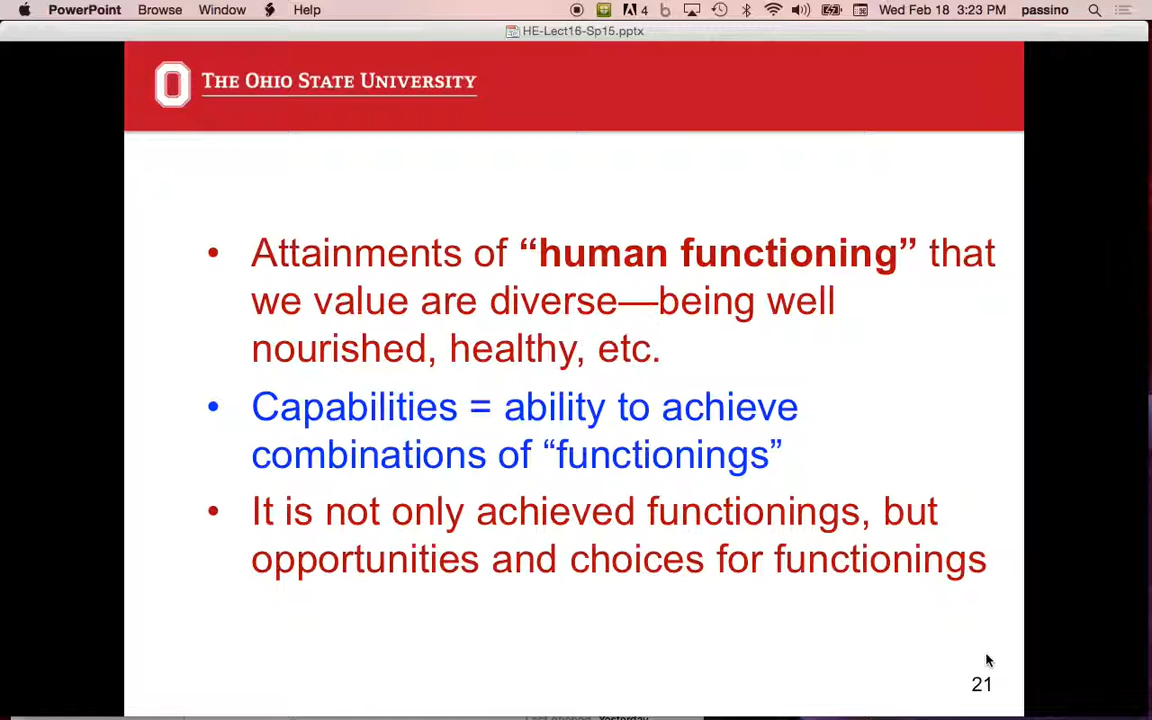 PowerPoint Browse Window Help 4 Wed Feb 18 3:23 PM passino
HE-Lect16-Sp15.pptx
THE OHIO STATE UNIVERSITY
• Attainments of “human functioning” that
we value are diverse—being well
nourished, healthy, etc.
• Capabilities = ability to achieve
combinations of “functionings”
• It is not only achieved functionings, but
opportunities and choices for functionings
21
Yesterday